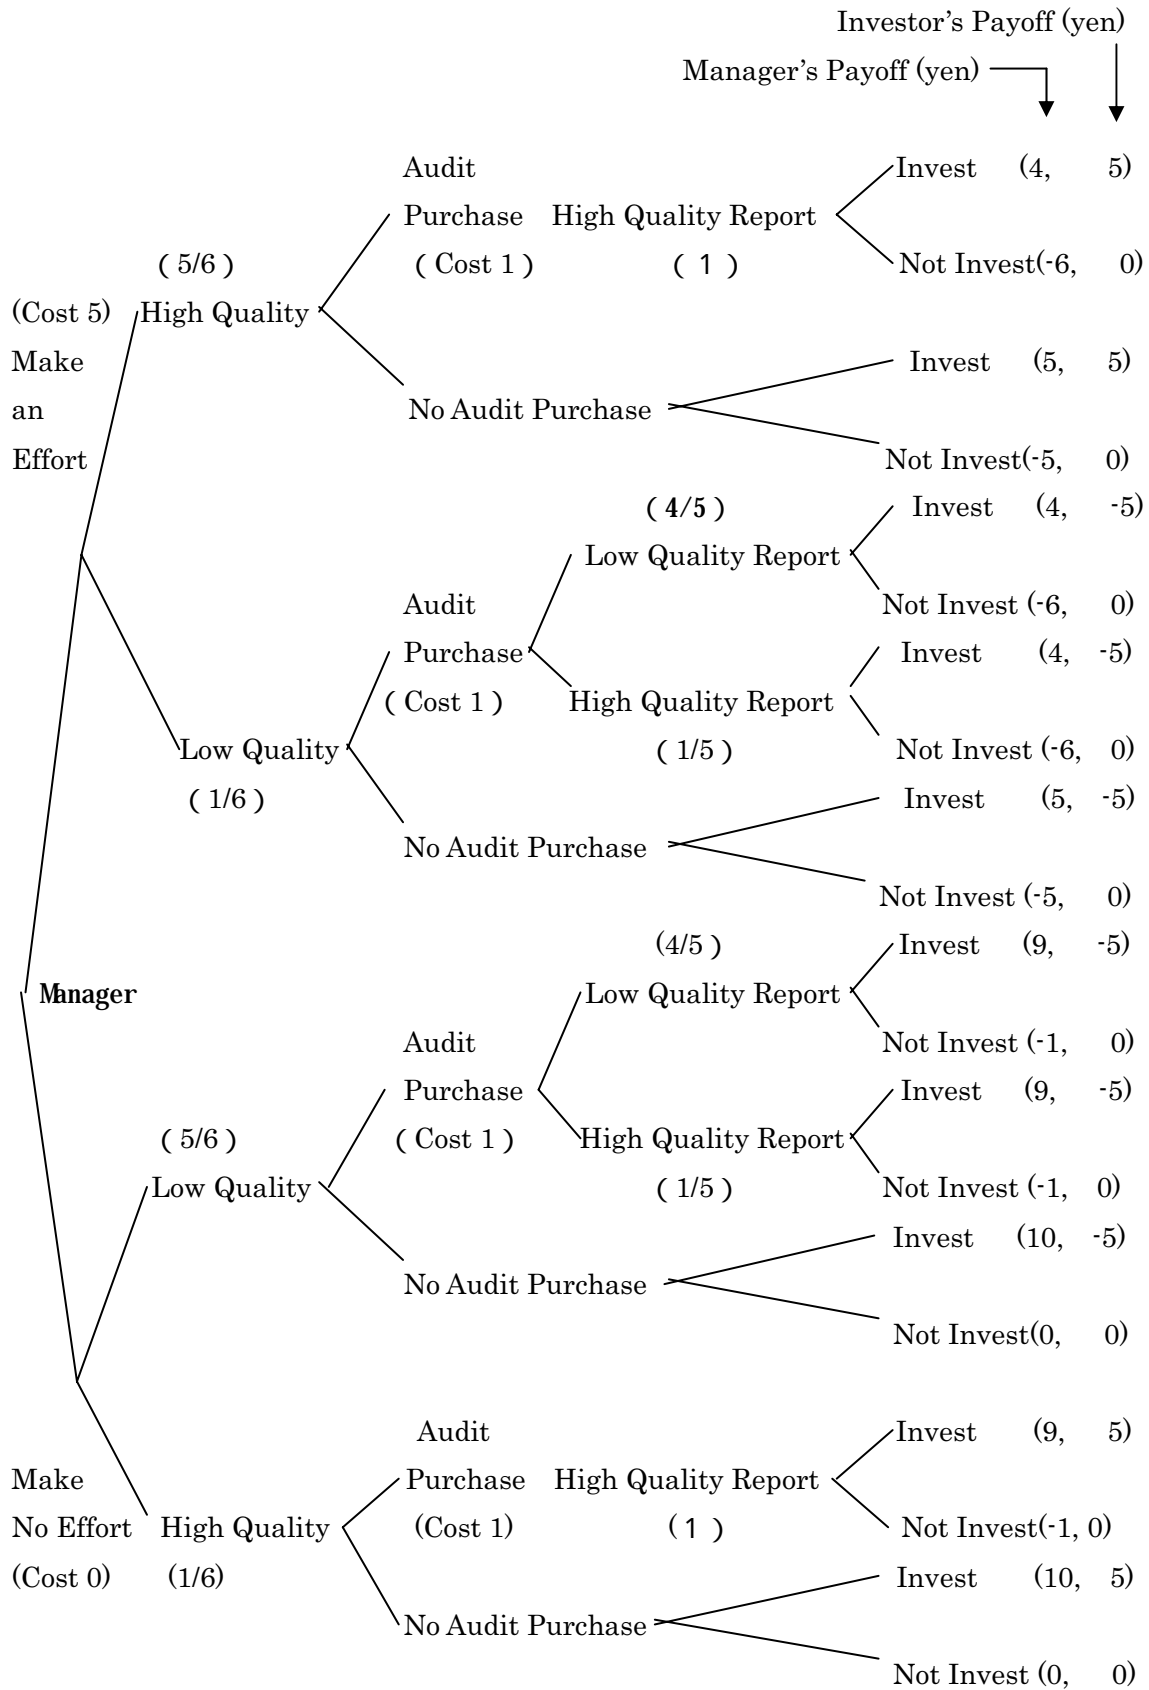 Investor's Payoff (yen)
Manager's Payoff (yen)
Audit Invest (4, 5)
Purchase High Quality Report
(5/6) (Cost 1) (1) Not Invest(-6, 0)
(Cost 5) High Quality
Make Invest (5, 5)
an No Audit Purchase
Effort Not Invest(-5, 0)
(4/5) Invest (4, -5)
Low Quality Report
Audit Not Invest (-6, 0)
Purchase Invest (4, -5)
(Cost 1) High Quality Report
Low Quality (1/5) Not Invest (-6, 0)
(1/6) Invest (5, -5)
No Audit Purchase
Not Invest (-5, 0)
(4/5) Invest (9, -5)
Manager Low Quality Report
Audit Not Invest (-1, 0)
Purchase Invest (9, -5)
(5/6) (Cost 1) High Quality Report
Low Quality (1/5) Not Invest (-1, 0)
Invest (10, -5)
No Audit Purchase
Not Invest(0, 0)
Audit Invest (9, 5)
Make Purchase High Quality Report
No Effort High Quality (Cost 1) (1) Not Invest(-1, 0)
(Cost 0) (1/6) Invest (10, 5)
No Audit Purchase
Not Invest (0, 0)